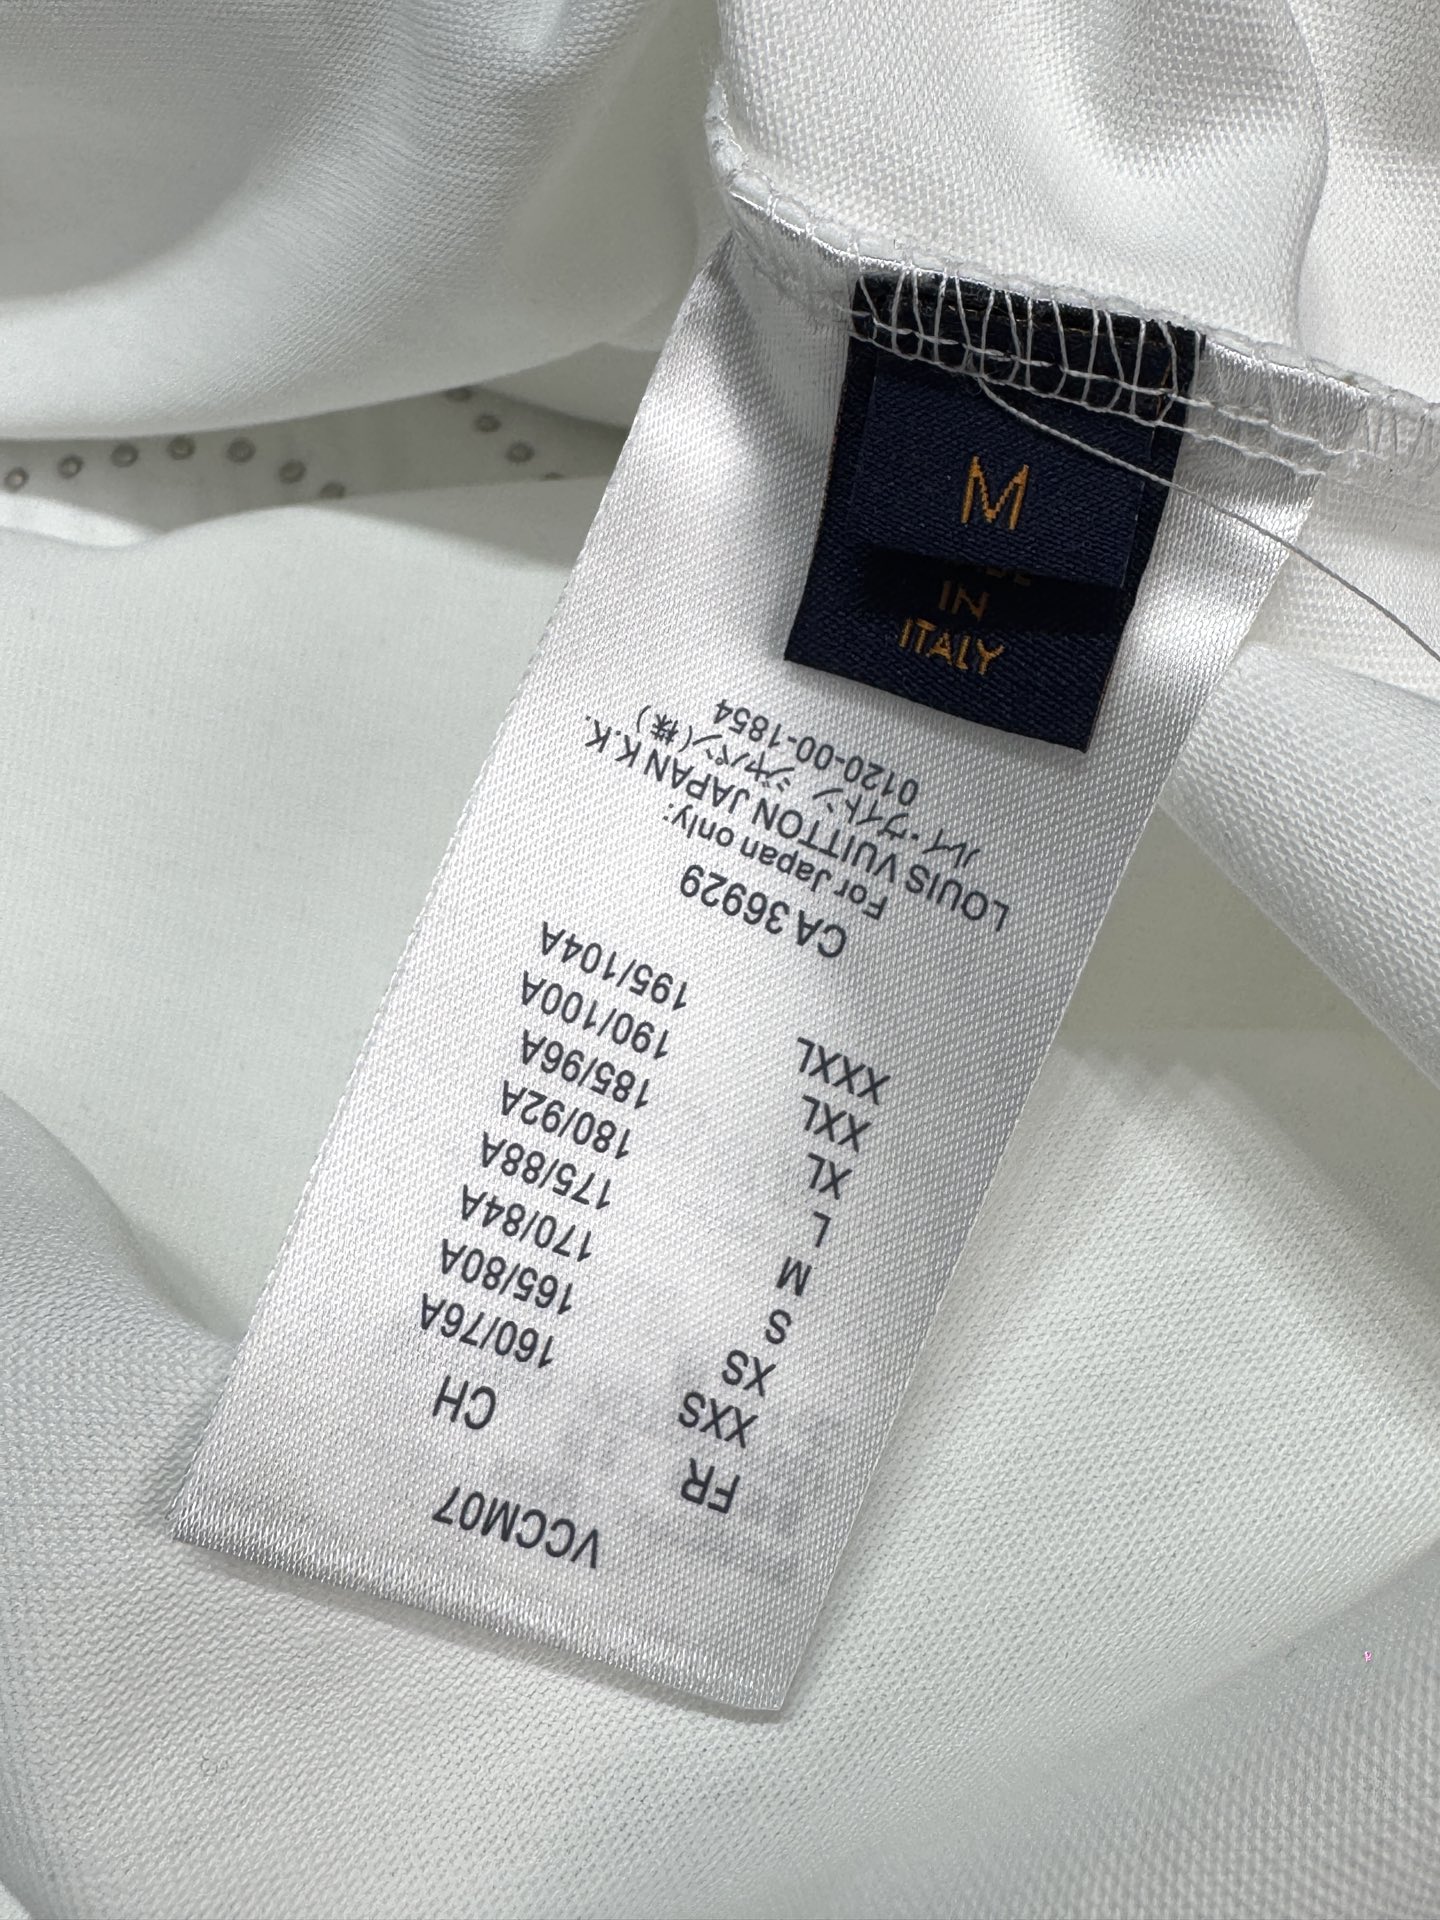 M
IN
ITALY
VCCM07
FR CH
XXS 160/76A
XS 165/80A
S 170/84A
M 175/88A
L 180/92A
XL 185/96A
XXL 190/100A
XXXL 195/104A
CA 36929
For Japan only:
LOUIS VUITTON JAPAN K.K.
ルイ・ヴィトン ジャパン(株)
0120-00-1854